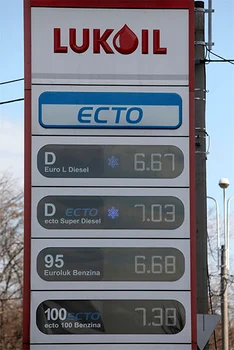 LUKOIL
ECTO
D 6.67
Euro L Diesel
D ECTO 7.03
ecto Super Diesel
95 6.68
Euroluk Benzina
100 ECTO 7.38
ecto 100 Benzina